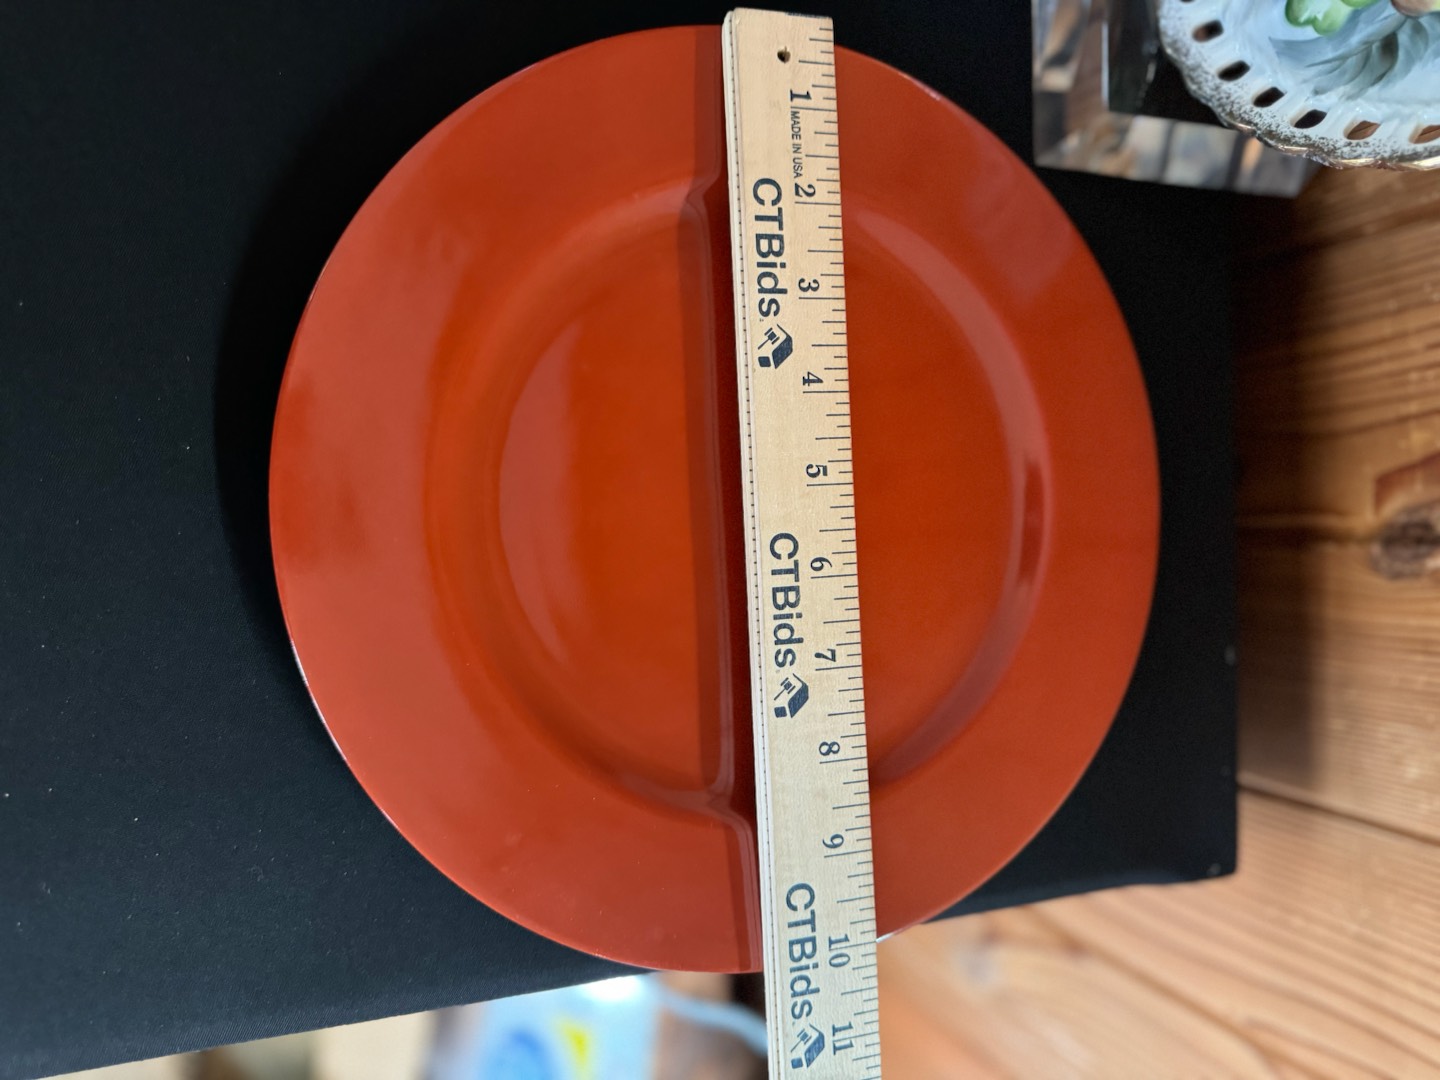 1 2 3 4 5 6 7 8 9 10 11
MADE IN USA
CTBids
CTBids
CTBids